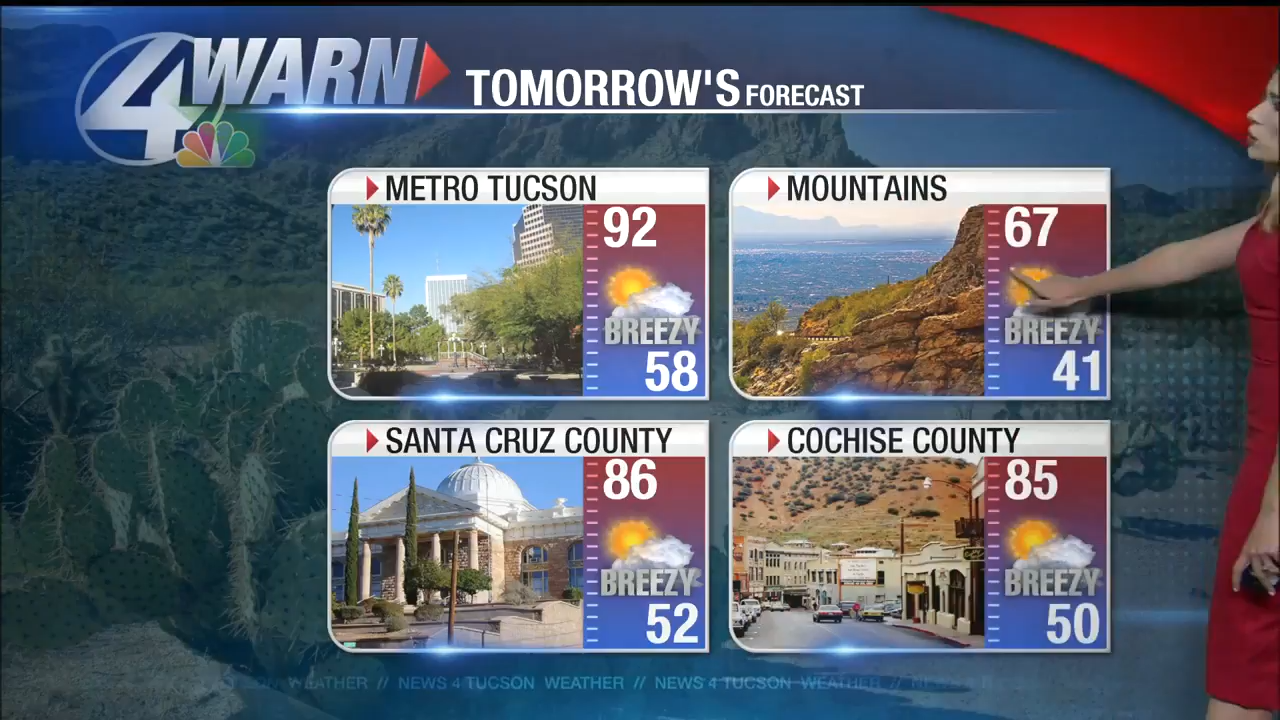 4WARN
TOMORROW'S FORECAST
METRO TUCSON
92
BREEZY
58
MOUNTAINS
67
BREEZY
41
SANTA CRUZ COUNTY
86
BREEZY
52
COCHISE COUNTY
85
BREEZY
50
WEATHER // NEWS 4 TUCSON WEATHER // NEWS 4 TUCSON WEATHER //